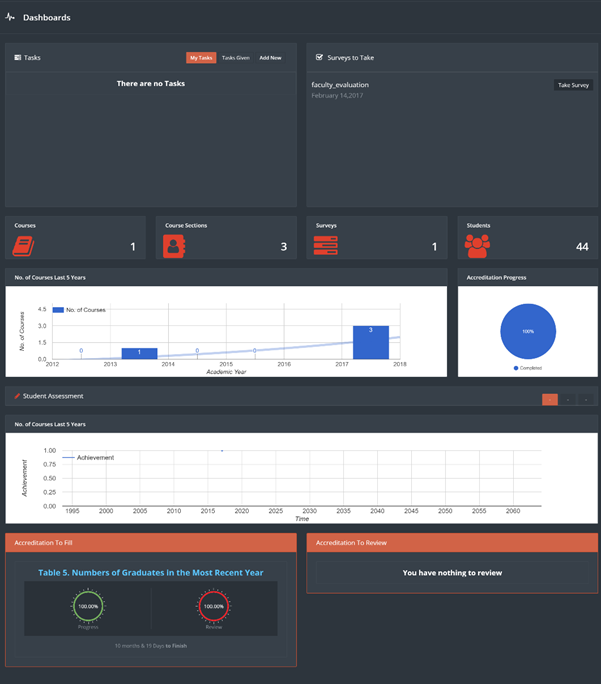 Dashboards
Tasks
My Tasks Tasks Given Add New
There are no Tasks
Surveys to Take
faculty_evaluation
Take Survey
February 14,2017
Courses
1
Course Sections
3
Surveys
1
Students
44
No. of Courses Last 5 Years
No. of Courses
4.5
3.0
1.5
0.0
No. of Courses
0
1
0
0
3
2012 2013 2014 2015 2016 2017 2018
Academic Year
Accreditation Progress
100%
Completed
Student Assessment
No. of Courses Last 5 Years
Achievement
1.00
0.75
0.50
0.25
0.00
Achievement
1995 2000 2005 2010 2015 2020 2025 2030 2035 2040 2045 2050 2055 2060
Time
Accreditation To Fill
Table 5. Numbers of Graduates in the Most Recent Year
100.00%
Progress
100.00%
Review
10 months & 19 Days to Finish
Accreditation To Review
You have nothing to review